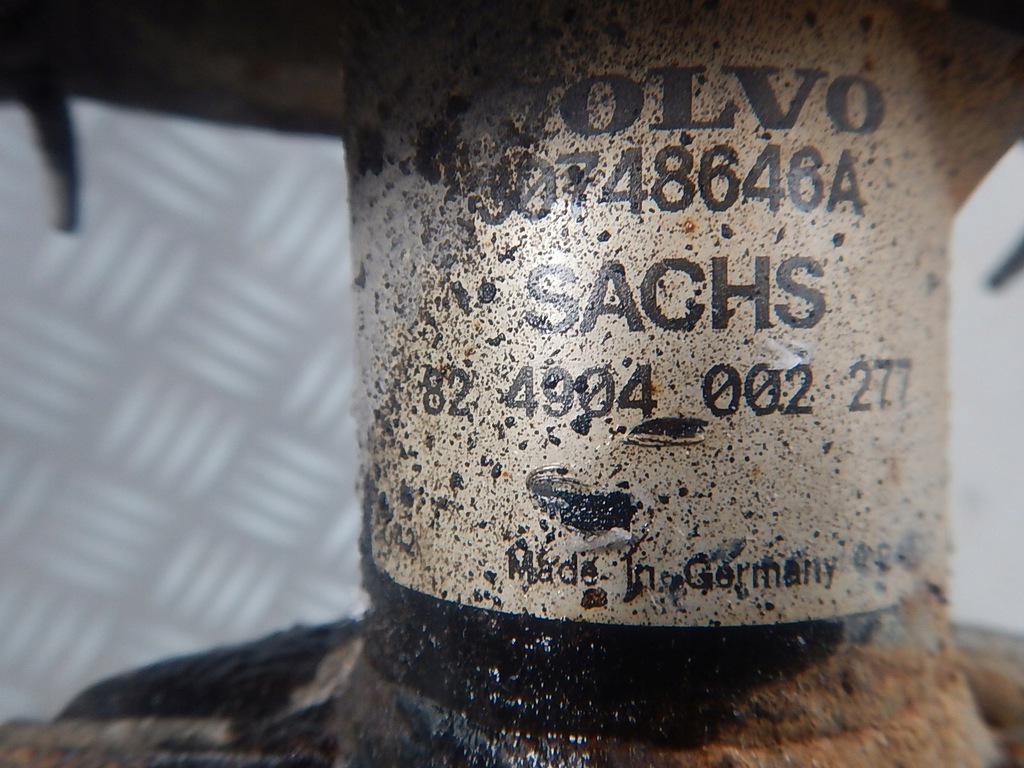 VOLVO
30748646A
SACHS
82 4904 002 277
Made in Germany